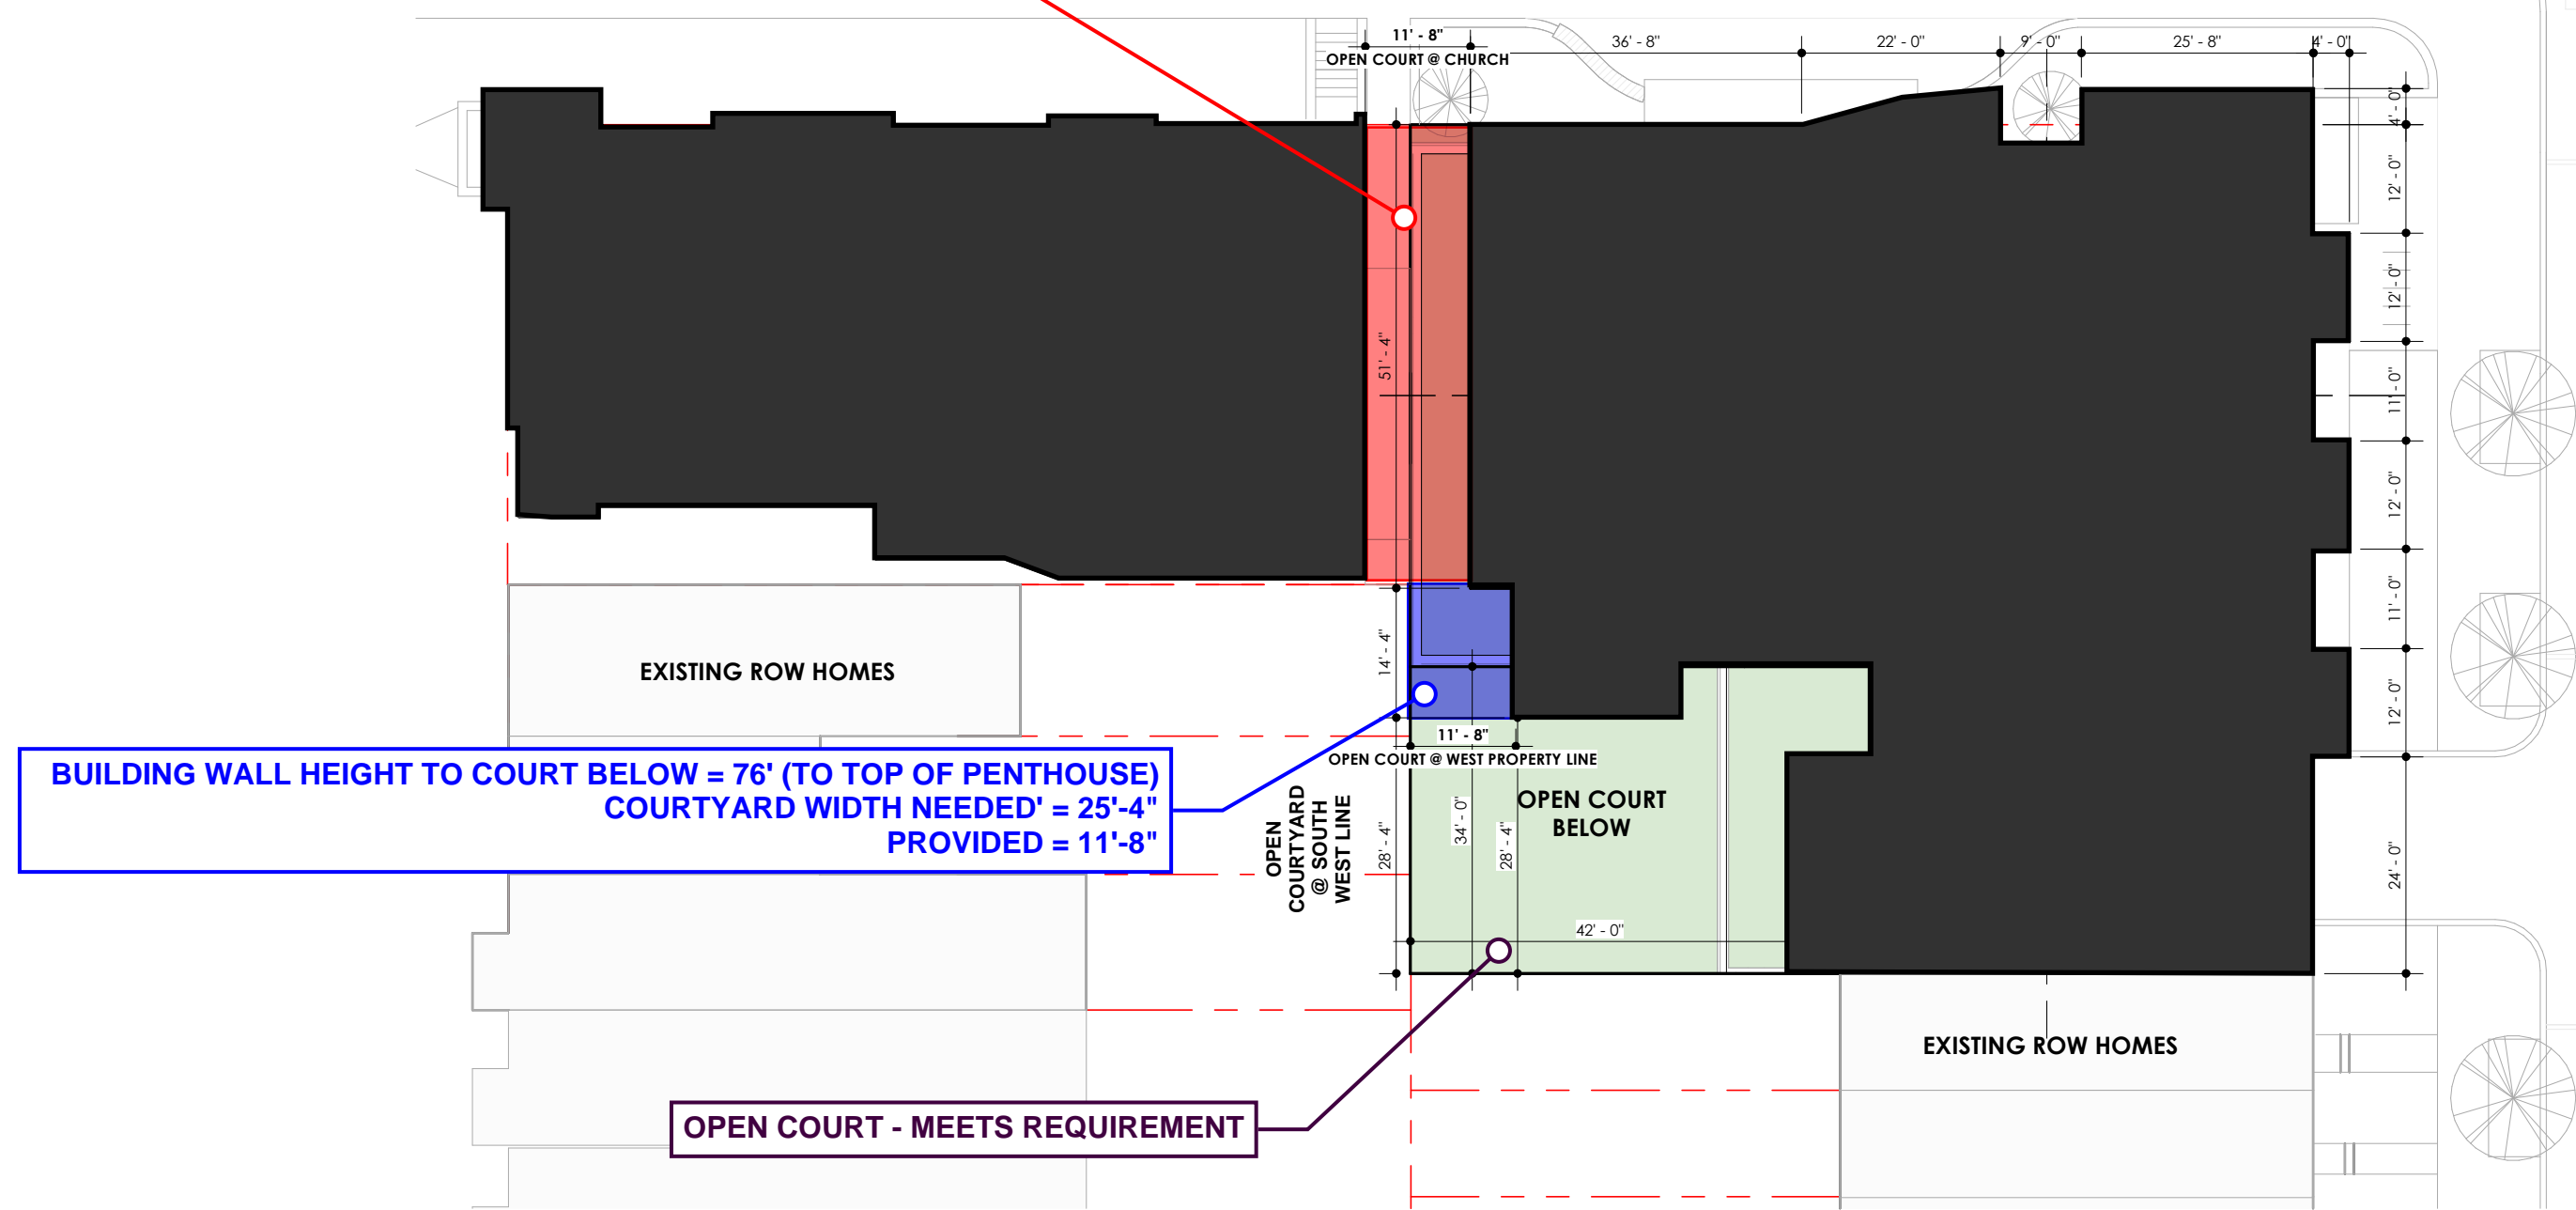 11' - 8"
OPEN COURT @ CHURCH
36' - 8"
22' - 0"
9' - 0"
25' - 8"
4' - 0"
4' - 0"
12' - 0"
12' - 0"
11' - 0"
12' - 0"
11' - 0"
12' - 0"
24' - 0"
51' - 4"
14' - 4"
28' - 4"
EXISTING ROW HOMES
BUILDING WALL HEIGHT TO COURT BELOW = 76' (TO TOP OF PENTHOUSE)
COURTYARD WIDTH NEEDED' = 25'-4"
PROVIDED = 11'-8"
11' - 8"
OPEN COURT @ WEST PROPERTY LINE
OPEN
COURTYARD
@ SOUTH
WEST LINE
34' - 0"
28' - 4"
OPEN COURT
BELOW
42' - 0"
EXISTING ROW HOMES
OPEN COURT - MEETS REQUIREMENT